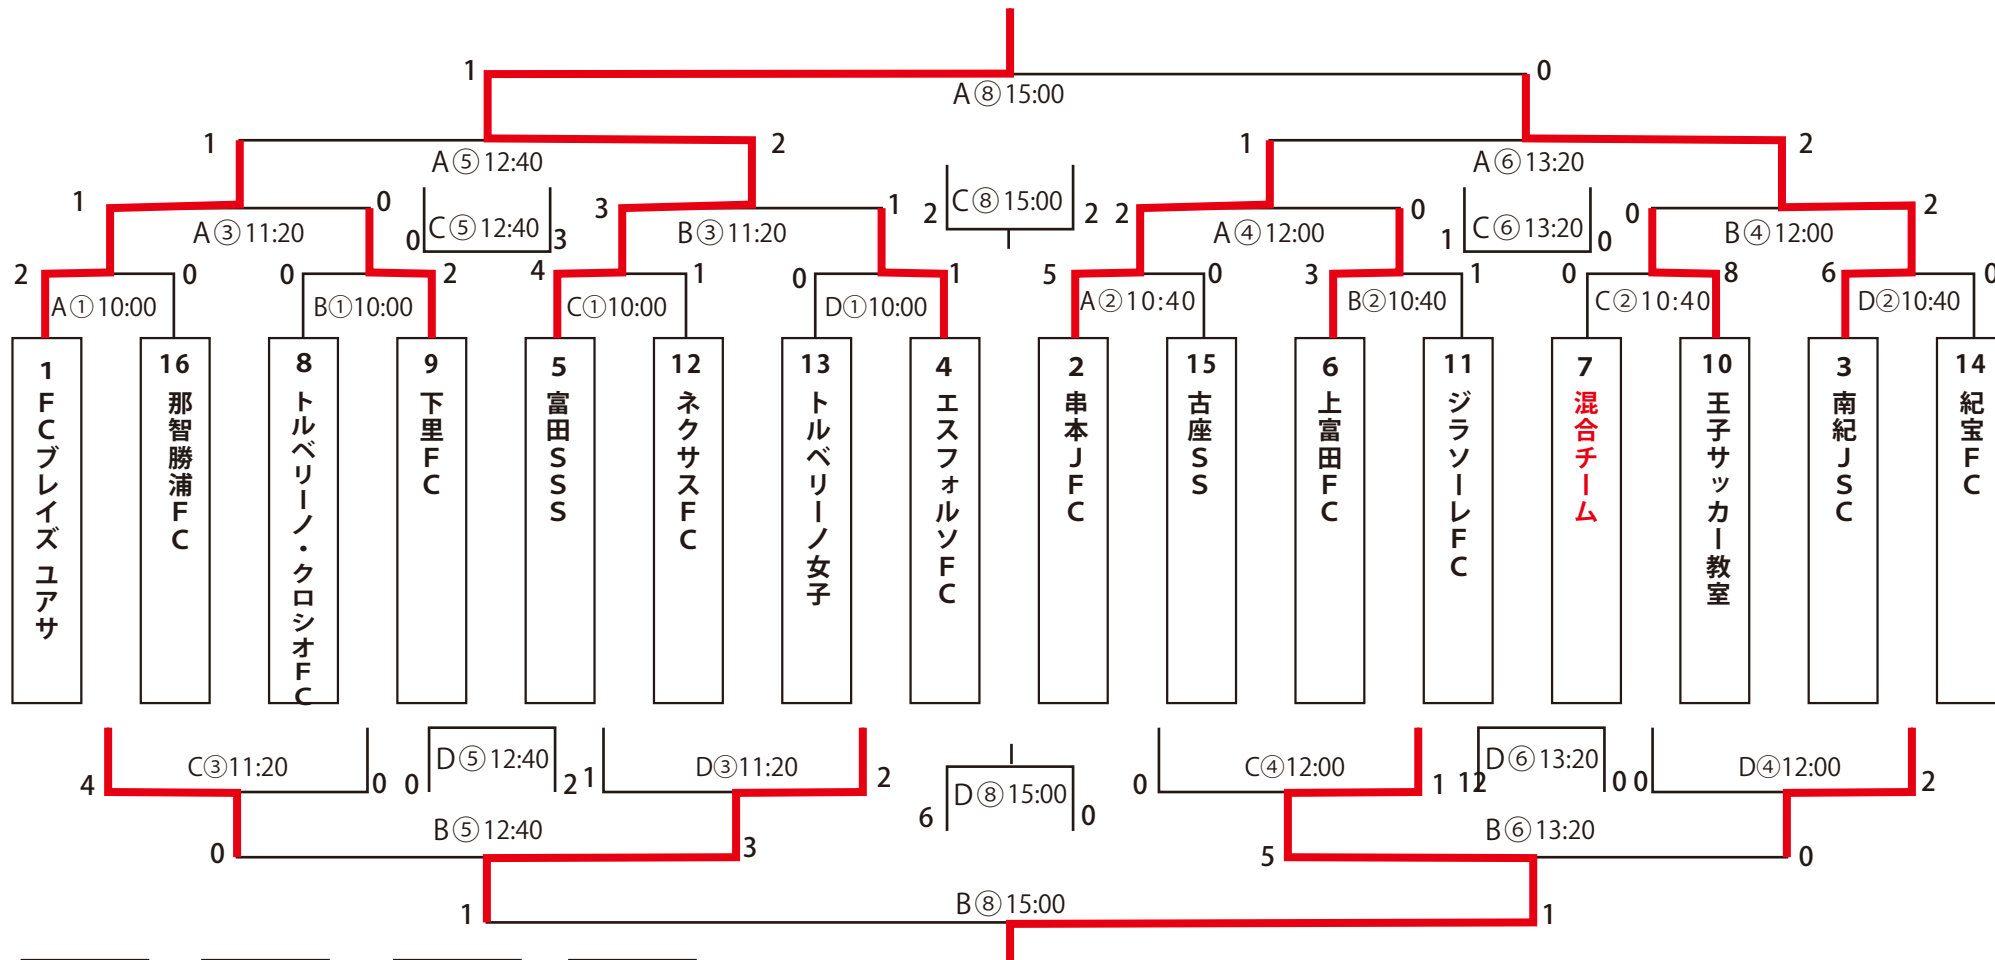 1 0
A⑧15:00
1 2 1 2
A⑤12:40 A⑥13:20
1 0 3 1 2 0 0 2
A③11:20 B③11:20 A④12:00 B④12:00
0 C⑤12:40 3
2 C⑧15:00 2
1 C⑥13:20 0
2 0 0 2 4 1 0 1 5 0 3 1 0 8 6 0
A①10:00 B①10:00 C①10:00 D①10:00 A②10:40 B②10:40 C②10:40 D②10:40
1 FCブレイズ ユアサ
16 那智勝浦FC
8 トルベリーノ・クロシオFC
9 下里FC
5 富田SSS
12 ネクサスFC
13 トルベリーノ女子
4 エスフォルソFC
2 串本JFC
15 古座SS
6 上富田FC
11 ジラソーレFC
7 混合チーム
10 王子サッカー教室
3 南紀JSC
14 紀宝FC
C③11:20 D③11:20 C④12:00 D④12:00
4 0 1 2 0 1 0 2
0 D⑤12:40 2
6 D⑧15:00 0
12 D⑥13:20 0
B⑤12:40 B⑥13:20
0 3 5 0
B⑧15:00
1 1